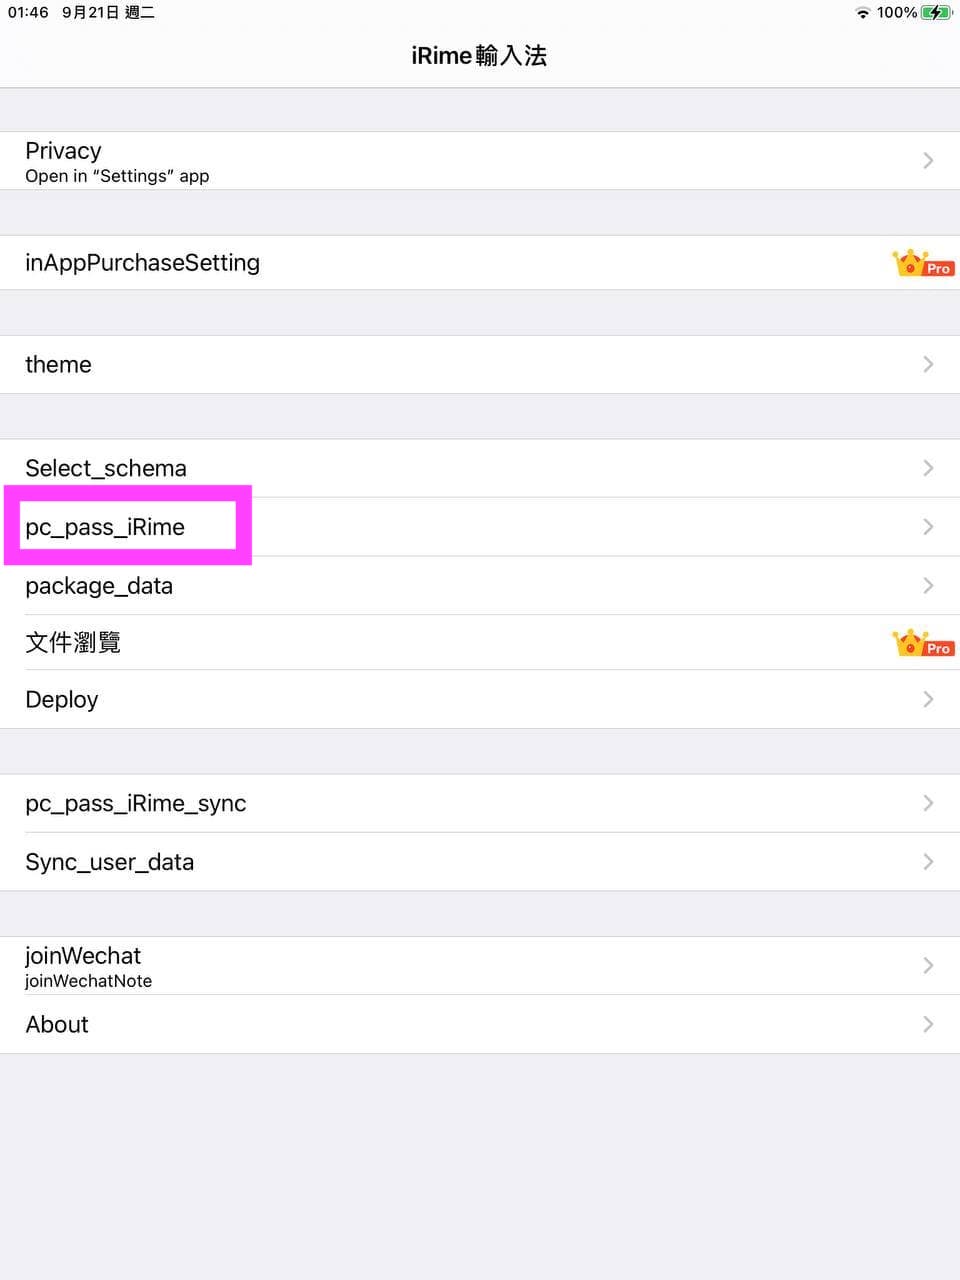 01:46 9月21日 週二 100%
iRime輸入法
Privacy
Open in “Settings” app
inAppPurchaseSetting
Pro
theme
Select_schema
pc_pass_iRime
package_data
文件瀏覽
Pro
Deploy
pc_pass_iRime_sync
Sync_user_data
joinWechat
joinWechatNote
About